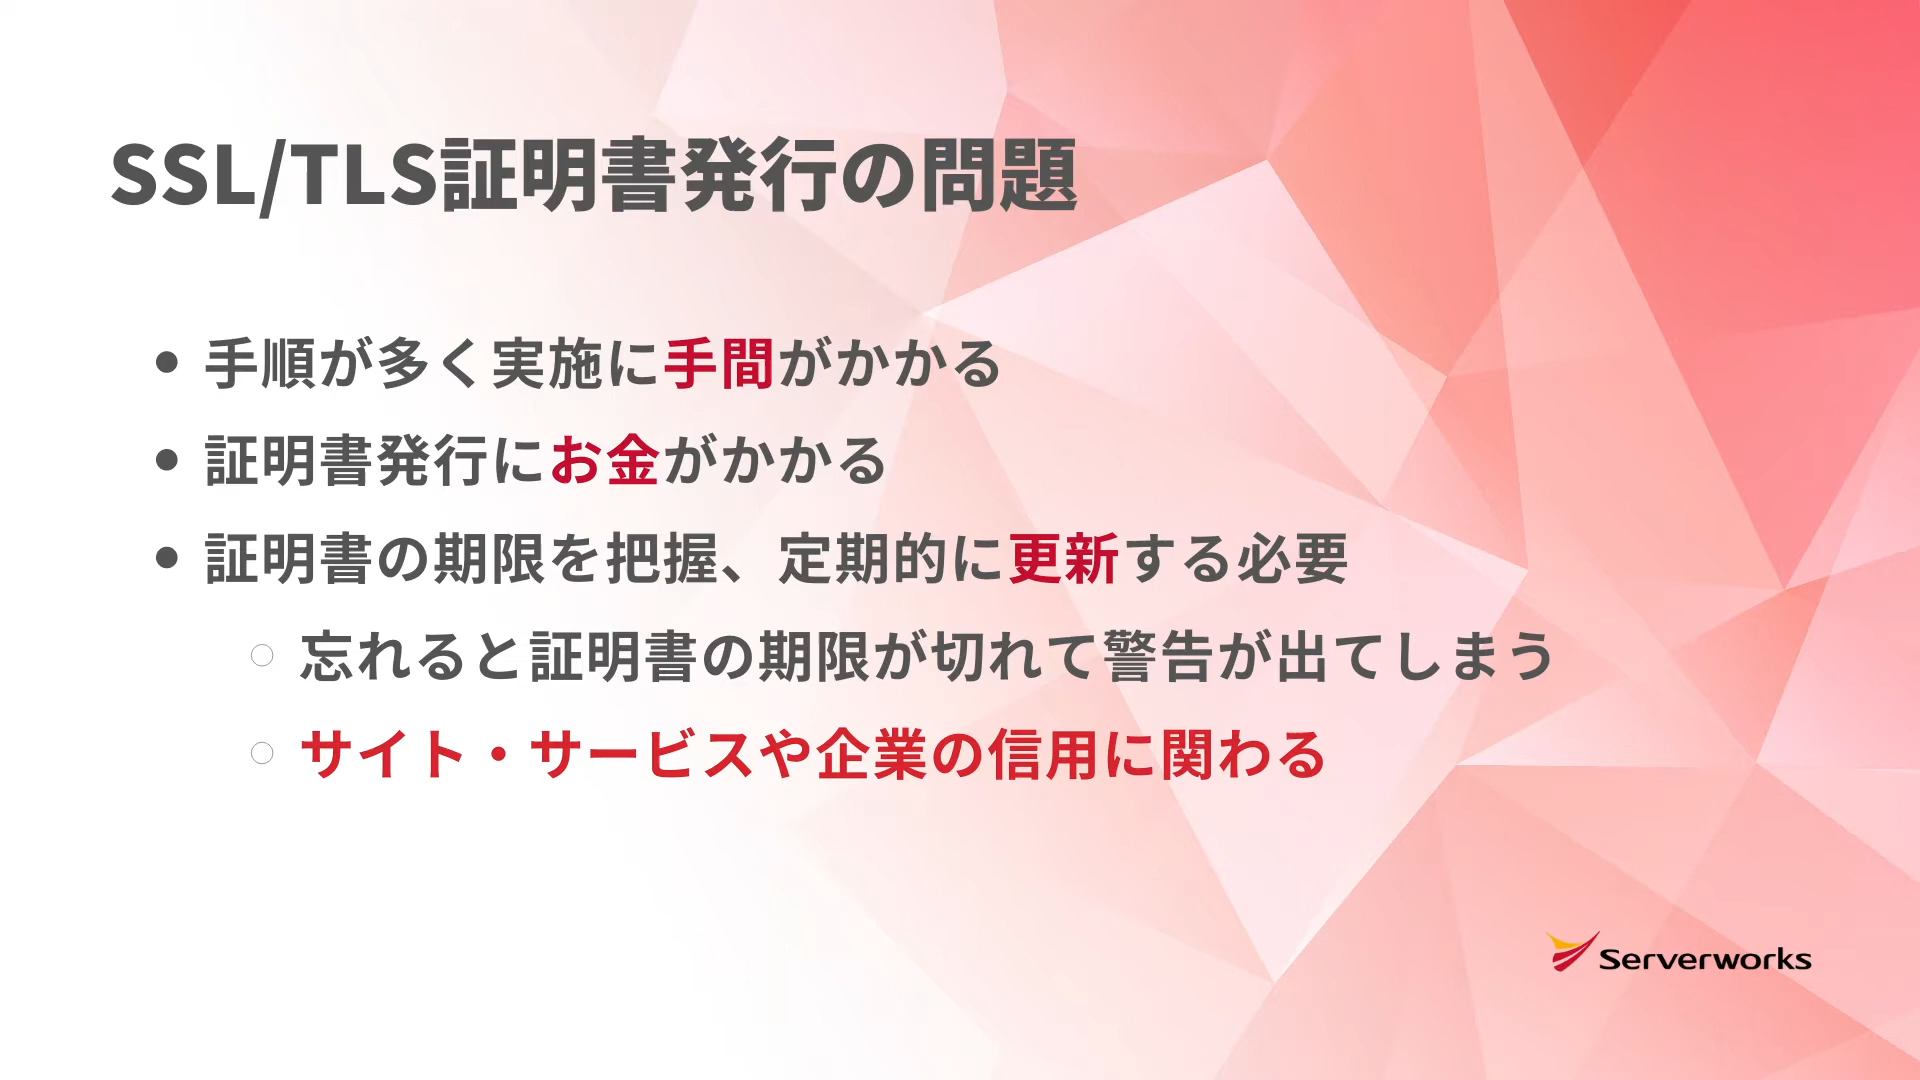 SSL/TLS証明書発行の問題
• 手順が多く実施に手間がかかる
• 証明書発行にお金がかかる
• 証明書の期限を把握、定期的に更新する必要
○ 忘れると証明書の期限が切れて警告が出てしまう
○ サイト・サービスや企業の信用に関わる
Serverworks